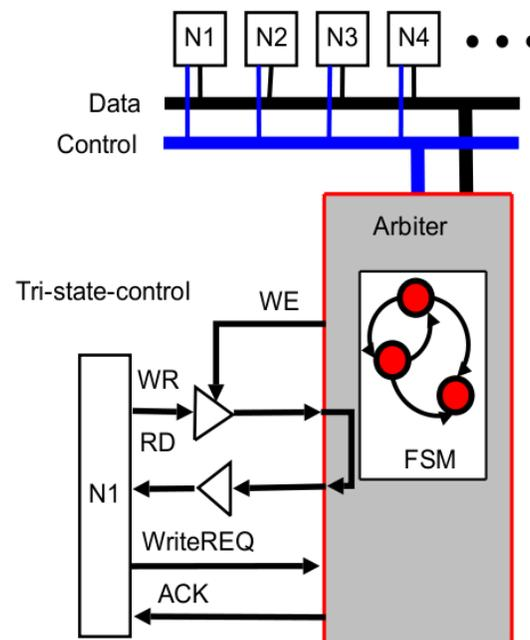 N1 N2 N3 N4
Data
Control
Arbiter
Tri-state-control
WE
WR
RD
FSM
N1
WriteREQ
ACK